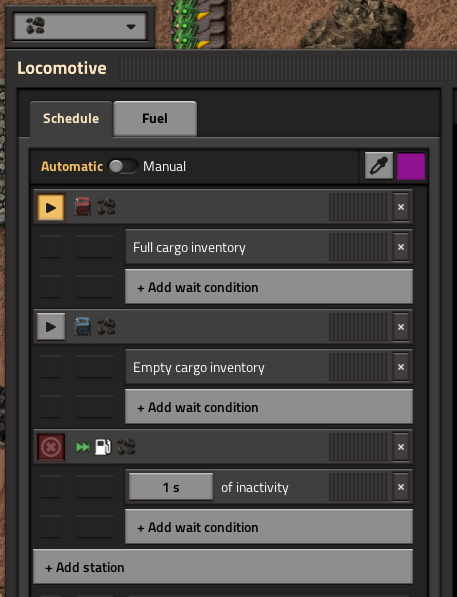 Locomotive
Schedule Fuel
Automatic Manual
Full cargo inventory
+ Add wait condition
Empty cargo inventory
+ Add wait condition
1 s of inactivity
+ Add wait condition
+ Add station